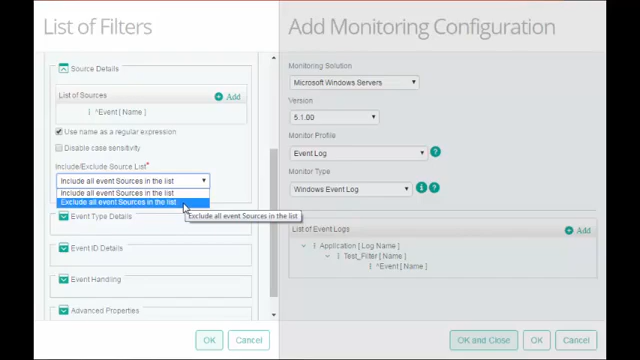 List of Filters
Add Monitoring Configuration
Source Details
List of Sources
Add
^Event [ Name ]
Use name as a regular expression
Disable case sensitivity
Include/Exclude Source List*
Include all event Sources in the list
Include all event Sources in the list
Exclude all event Sources in the list
Exclude all event Sources in the list
Event Type Details
Event ID Details
Event Handling
Advanced Properties
OK
Cancel
Monitoring Solution
Microsoft Windows Servers
Version
5.1.00
Monitor Profile
Event Log
?
Monitor Type
Windows Event Log
i ?
List of Event Logs
Add
Application [ Log Name ]
Test_Filter [ Name ]
^Event [ Name ]
OK and Close
OK
Cancel